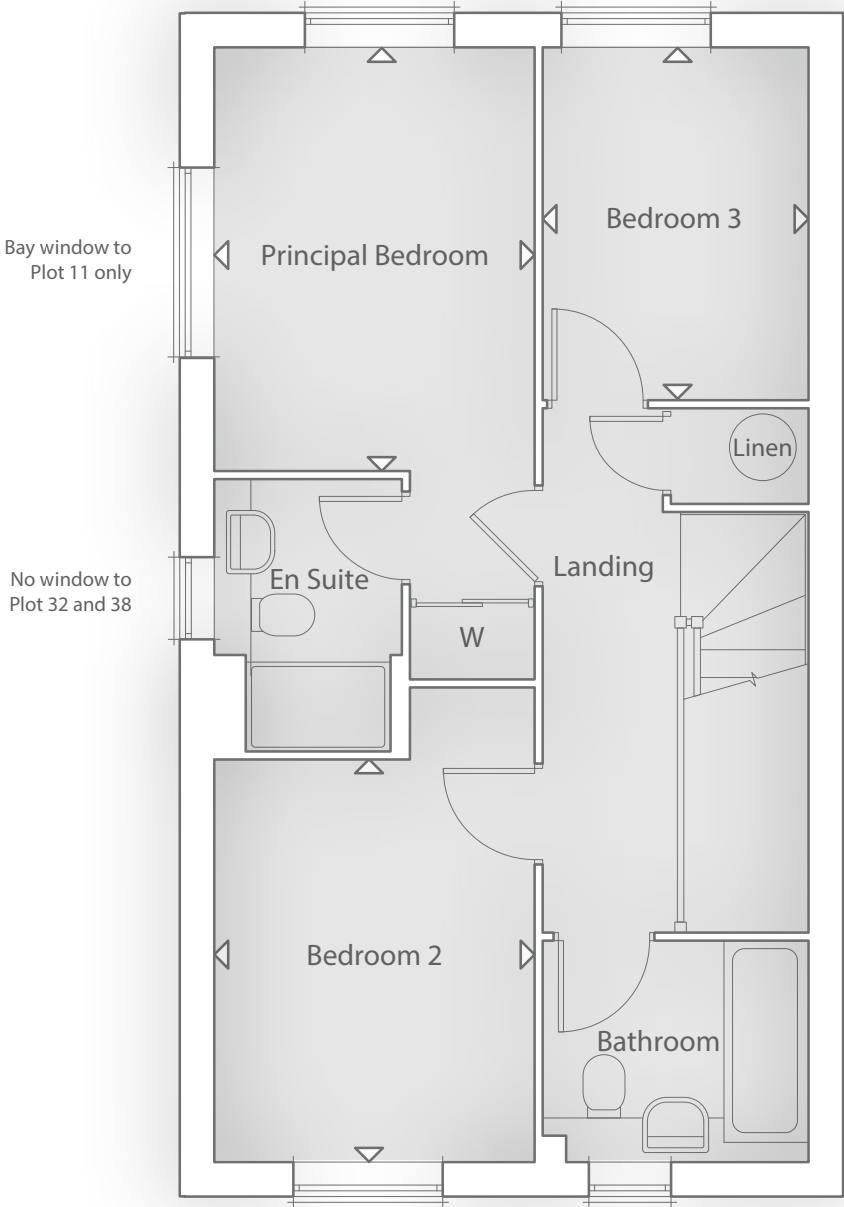 Bedroom 3
Bay window to
Plot 11 only
Principal Bedroom
Linen
No window to
Plot 32 and 38
En Suite
Landing
W
Bedroom 2
Bathroom